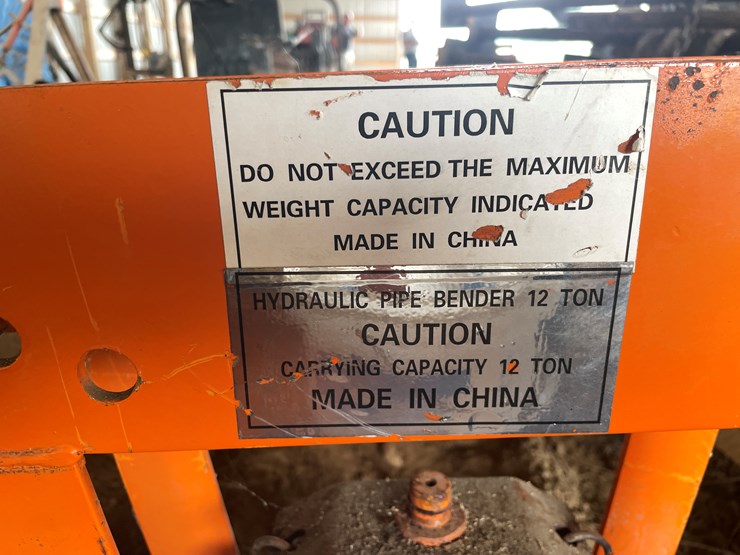 CAUTION
DO NOT EXCEED THE MAXIMUM
WEIGHT CAPACITY INDICATED
MADE IN CHINA
HYDRAULIC PIPE BENDER 12 TON
CAUTION
CARRYING CAPACITY 12 TON
MADE IN CHINA